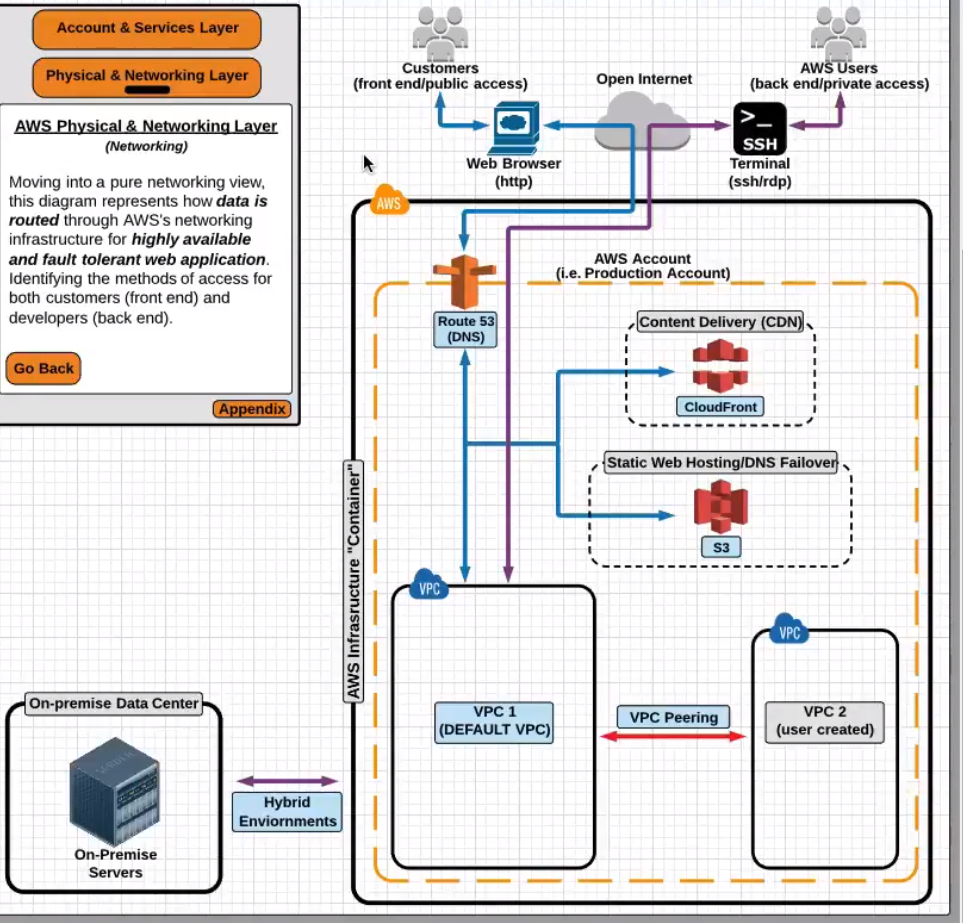 Account & Services Layer
Physical & Networking Layer
AWS Physical & Networking Layer
(Networking)
Moving into a pure networking view,
this diagram represents how data is
routed through AWS's networking
infrastructure for highly available
and fault tolerant web application.
Identifying the methods of access for
both customers (front end) and
developers (back end).
Go Back
Appendix
Customers
(front end/public access)
Open Internet
AWS Users
(back end/private access)
Web Browser
(http)
>_
SSH
Terminal
(ssh/rdp)
AWS
AWS Account
(i.e. Production Account)
Route 53
(DNS)
Content Delivery (CDN)
CloudFront
Static Web Hosting/DNS Failover
S3
AWS Infrasructure "Container"
VPC
VPC 1
(DEFAULT VPC)
VPC Peering
VPC
VPC 2
(user created)
On-premise Data Center
On-Premise
Servers
Hybrid
Enviornments